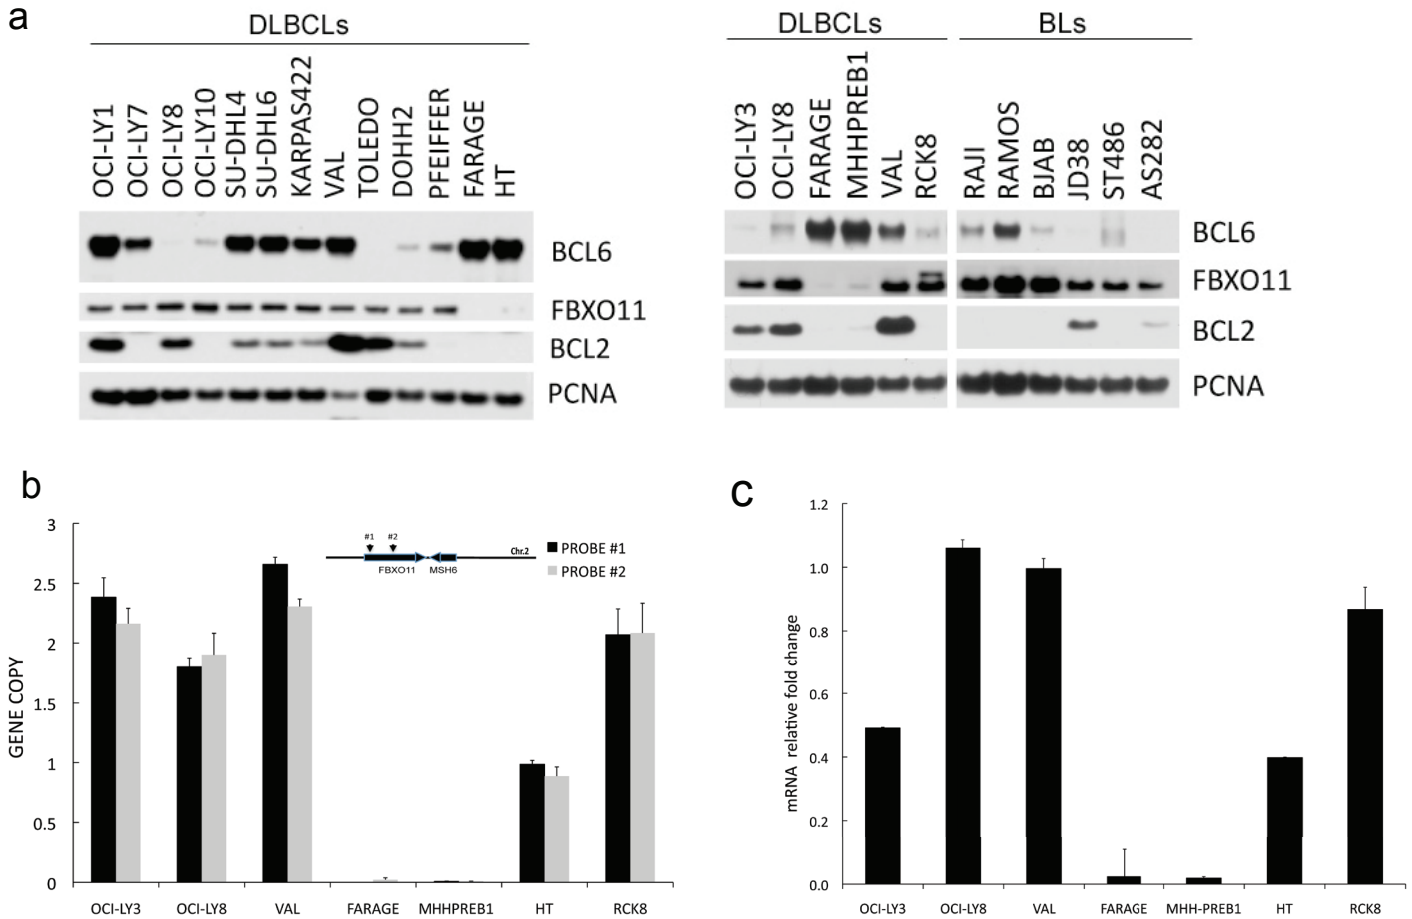 a
DLBCLs
OCI-LY1 OCI-LY7 OCI-LY8 OCI-LY10 SU-DHL4 SU-DHL6 KARPAS422 VAL TOLEDO DOHH2 PFEIFFER FARAGE HT
BCL6
FBXO11
BCL2
PCNA
DLBCLs BLs
OCI-LY3 OCI-LY8 FARAGE MHHPREB1 VAL RCK8 RAJI RAMOS BJAB JD38 ST486 AS282
BCL6
FBXO11
BCL2
PCNA
b
GENE COPY
3
2.5
2
1.5
1
0.5
0
#1 #2
Chr.2
FBXO11 MSH6
PROBE #1
PROBE #2
OCI-LY3 OCI-LY8 VAL FARAGE MHHPREB1 HT RCK8
c
mRNA relative fold change
1.2
1.0
0.8
0.6
0.4
0.2
0.0
OCI-LY3 OCI-LY8 VAL FARAGE MHH-PREB1 HT RCK8